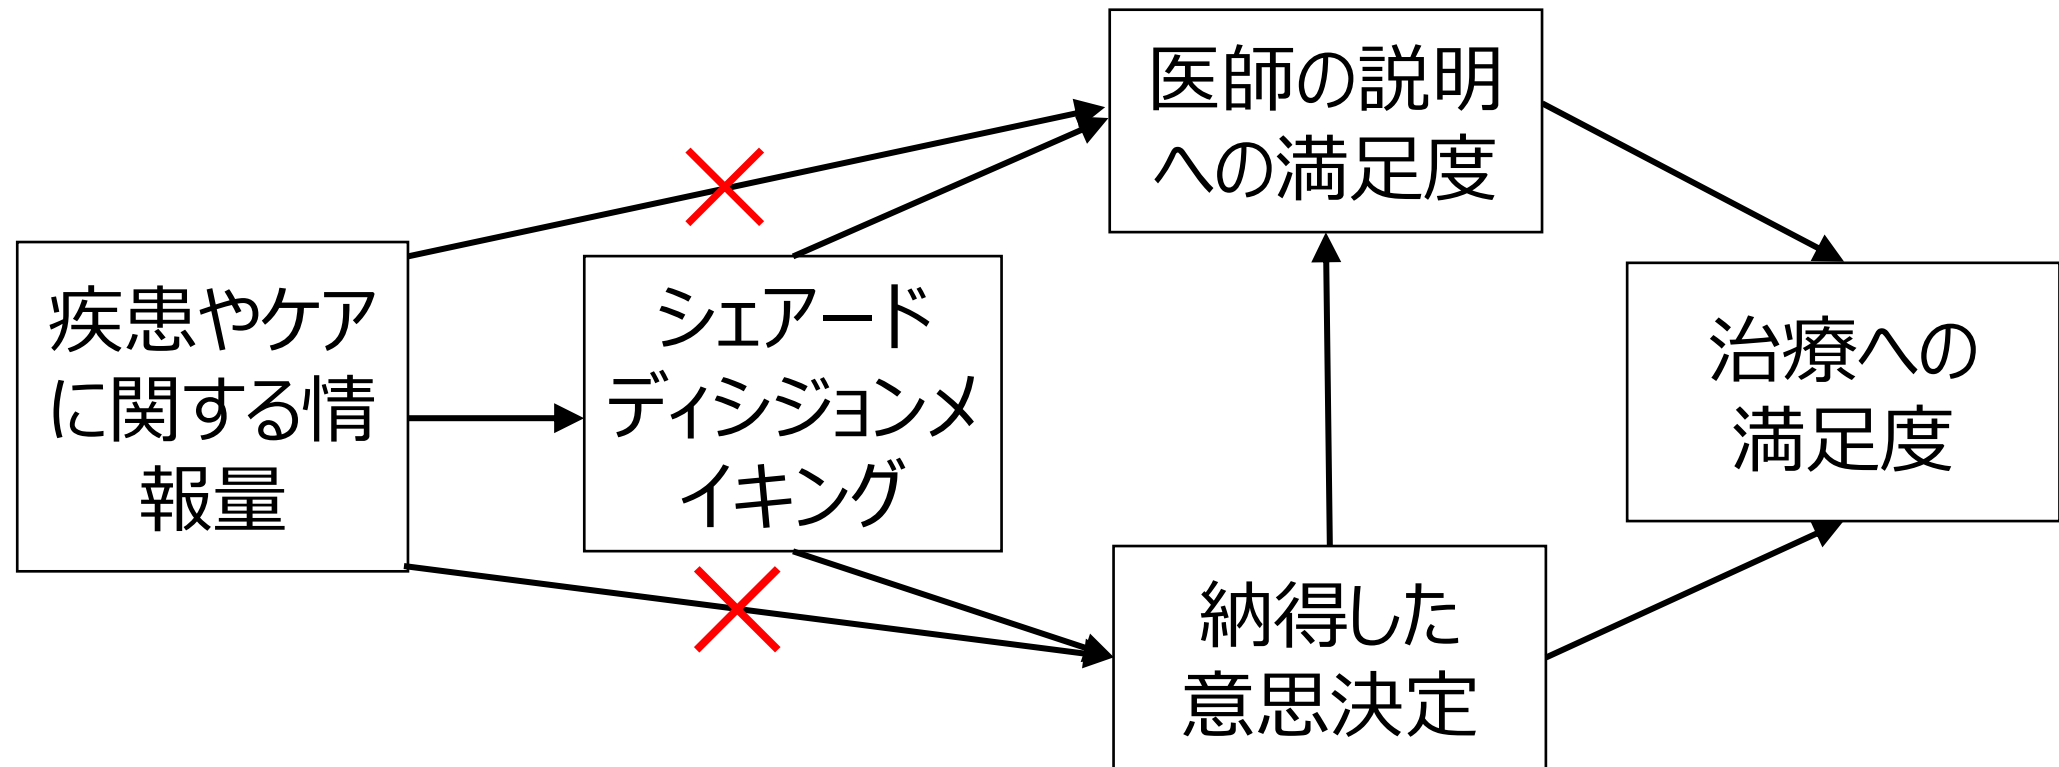 医師の説明
への満足度
疾患やケア
に関する情
報量
シェアード
ディシジョンメ
イキング
治療への
満足度
納得した
意思決定